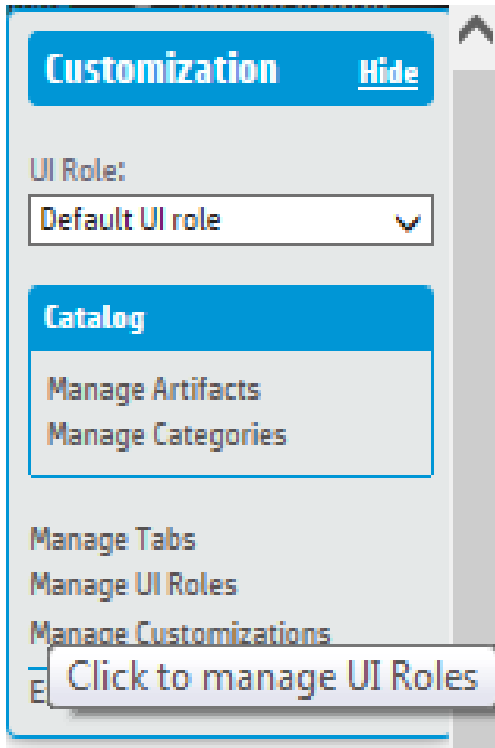 Customization Hide
UI Role:
Default UI role
Catalog
Manage Artifacts
Manage Categories
Manage Tabs
Manage UI Roles
Manage Customizations
Click to manage UI Roles